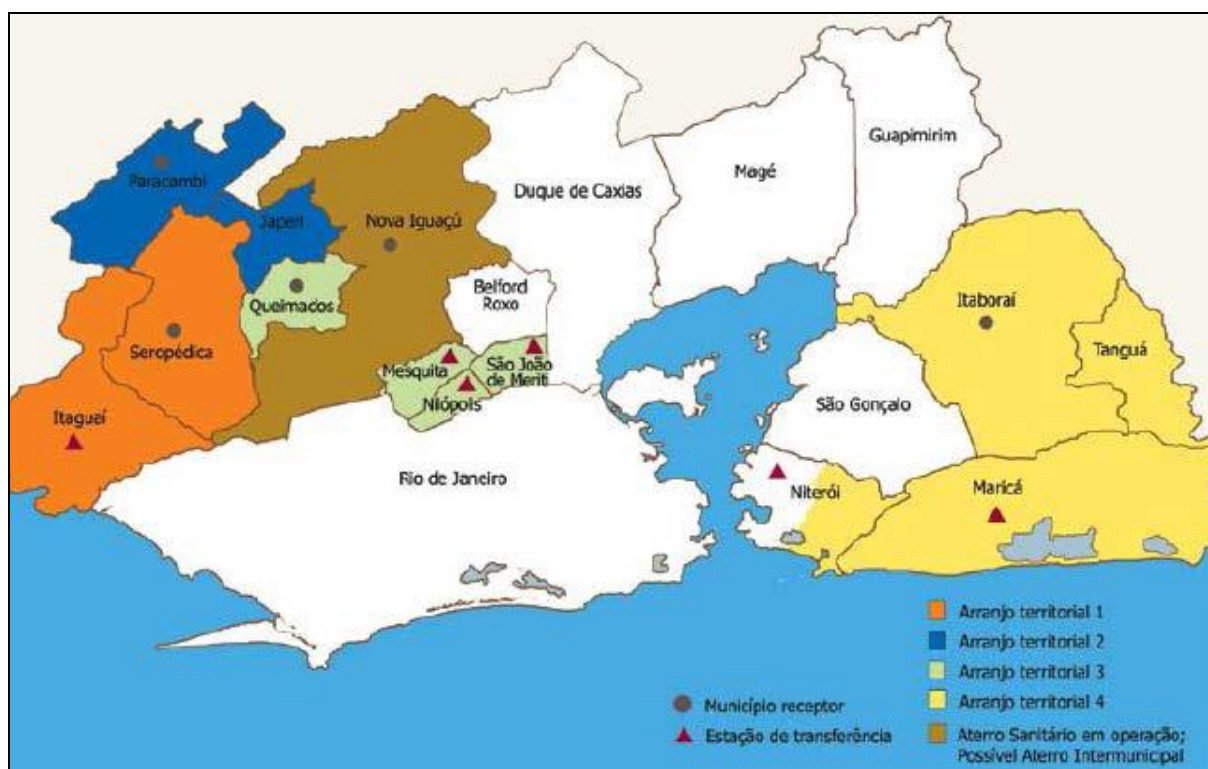 Guapimirim
Magé
Duque de Caxias
Paracambi
Japeri
Nova Iguaçú
Belford
Roxo
Queimados
Itaboraí
Tanguá
Seropédica
Mesquita
São João
de Meriti
Nilópolis
São Gonçalo
Itaguaí
Rio de Janeiro
Niterói
Maricá
Arranjo territorial 1
Arranjo territorial 2
Arranjo territorial 3
Arranjo territorial 4
Município receptor
Estação de transferência
Aterro Sanitário em operação;
Possível Aterro Intermunicipal